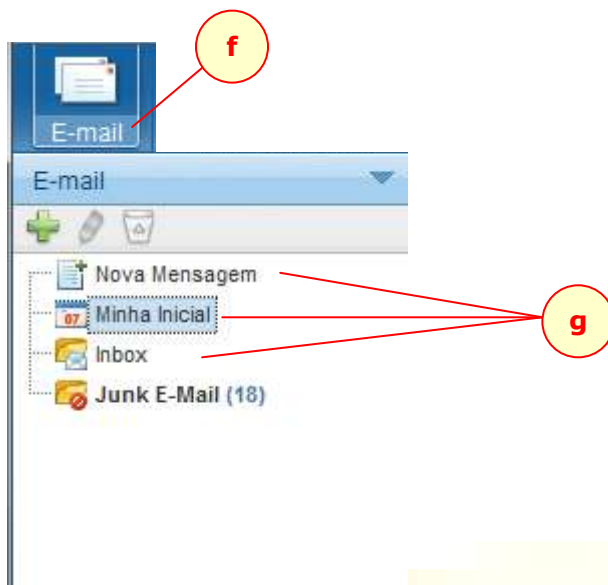 f
E-mail
E-mail
Nova Mensagem
07 Minha Inicial
g
Inbox
Junk E-Mail (18)